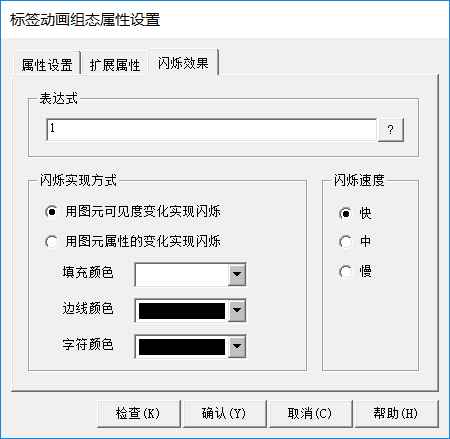 标签动画组态属性设置
属性设置 扩展属性 闪烁效果
表达式
1 ?
闪烁实现方式 闪烁速度
用图元可见度变化实现闪烁 快
用图元属性的变化实现闪烁 中
填充颜色 慢
边线颜色
字符颜色
检查(K) 确认(Y) 取消(C) 帮助(H)